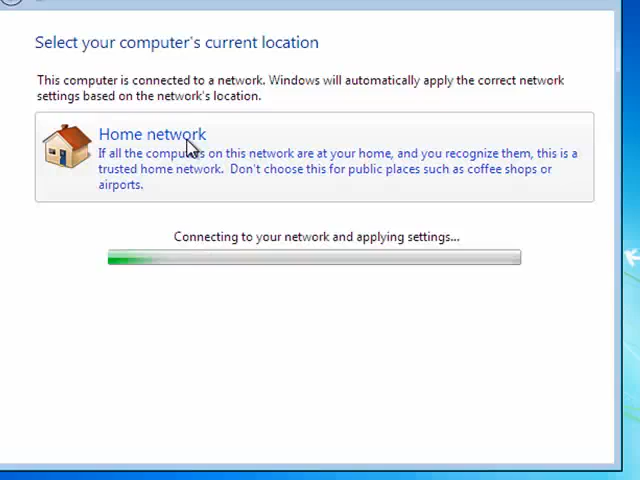 Select your computer's current location
This computer is connected to a network. Windows will automatically apply the correct network
settings based on the network's location.
Home network
If all the computers on this network are at your home, and you recognize them, this is a
trusted home network.  Don't choose this for public places such as coffee shops or
airports.
Connecting to your network and applying settings...